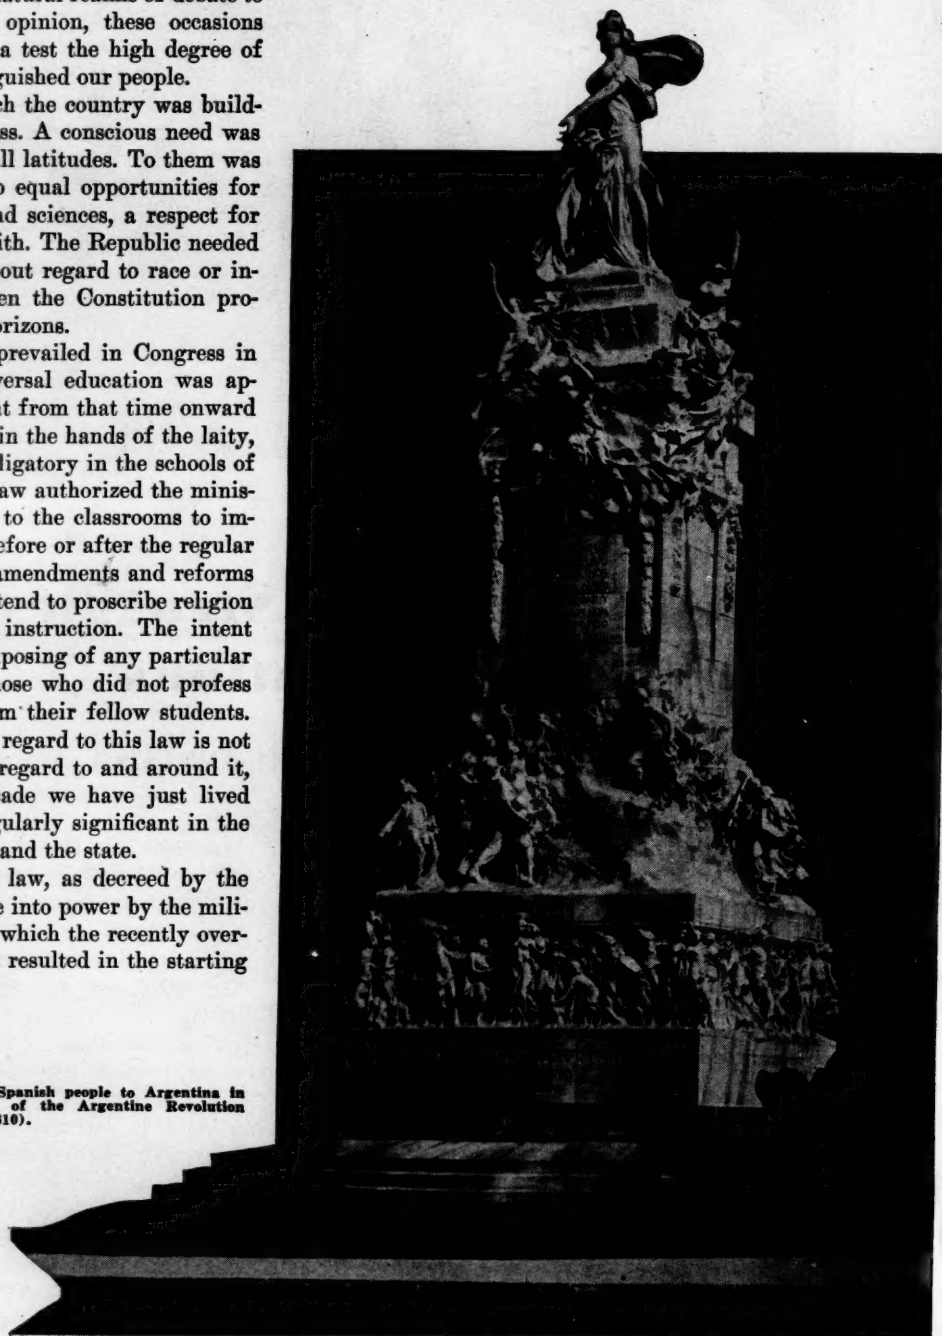 opinion, these occasions
a test the high degree of
guished our people.
ch the country was build-
ss. A conscious need was
ll latitudes. To them was
o equal opportunities for
nd sciences, a respect for
ith. The Republic needed
out regard to race or in-
en the Constitution pro-
orizons.
prevailed in Congress in
versal education was ap-
t from that time onward
in the hands of the laity,
ligatory in the schools of
aw authorized the minis-
to the classrooms to im-
efore or after the regular
amendments and reforms
tend to proscribe religion
instruction. The intent
posing of any particular
hose who did not profess
m their fellow students.
regard to this law is not
regard to and around it,
ade we have just lived
gularly significant in the
and the state.
law, as decreed by the
e into power by the mili-
which the recently over-
resulted in the starting
Spanish people to Argentina in
of the Argentine Revolution
810).